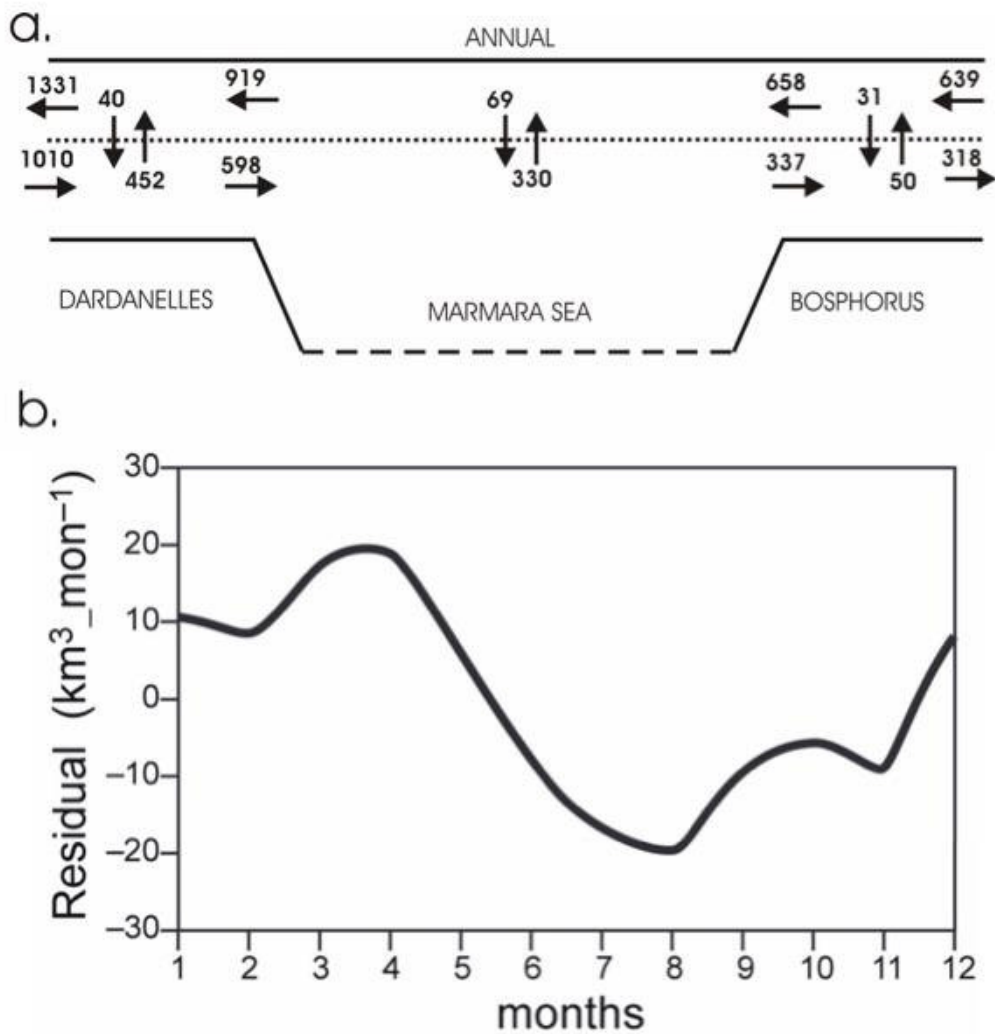 a.
ANNUAL
1331 40 919 69 658 31 639
1010 452 598 330 337 50 318
DARDANELLES MARMARA SEA BOSPHORUS
b.
Residual (km³_mon⁻¹)
30
20
10
0
−10
−20
−30
1 2 3 4 5 6 7 8 9 10 11 12
months